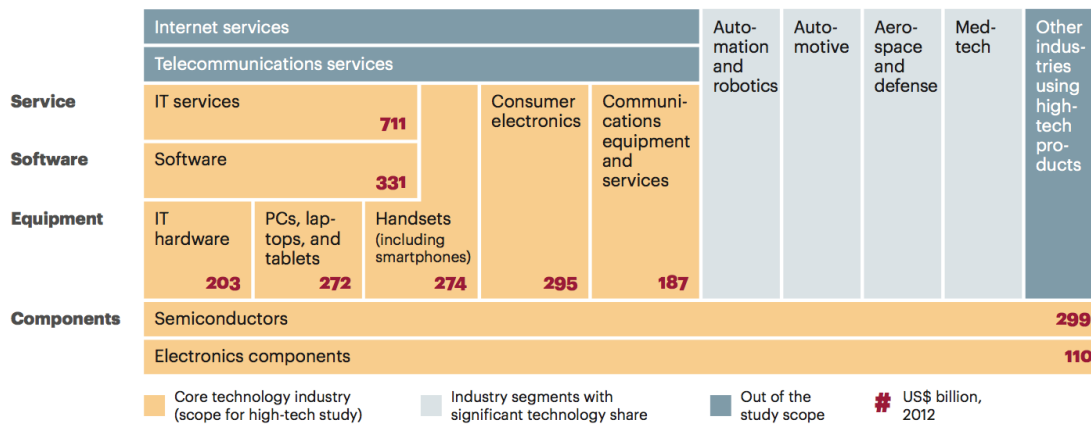 Internet services
Telecommunications services
Auto-
mation
and
robotics
Auto-
motive
Aero-
space
and
defense
Med-
tech
Other
indus-
tries
using
high-
tech
pro-
ducts
Service
IT services
711
Consumer
electronics
Communi-
cations
equipment
and
services
Software
Software
331
Equipment
IT
hardware
203
PCs, lap-
tops, and
tablets
272
Handsets
(including
smartphones)
274
295
187
Components
Semiconductors
299
Electronics components
110
Core technology industry
(scope for high-tech study)
Industry segments with
significant technology share
Out of the
study scope
# US$ billion,
2012